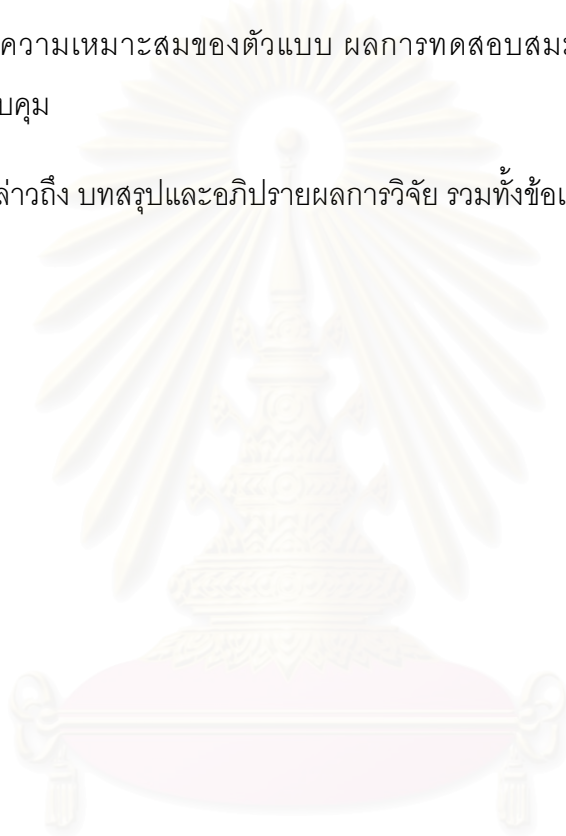 ความเหมาะสมของตัวแบบ ผลการทดสอบสมม
บคุม
ล่าวถึง บทสรุปและอภิปรายผลการวิจัย รวมทั้งข้อเ